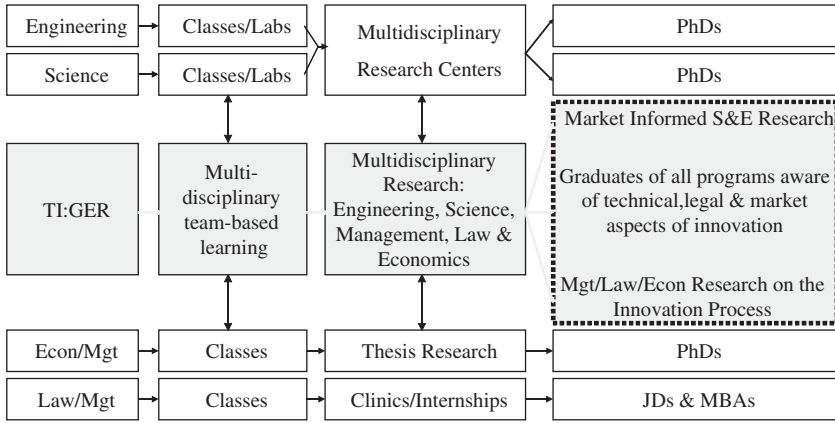 Engineering
Classes/Labs
Multidisciplinary
Research Centers
PhDs
Science
Classes/Labs
PhDs
TI:GER
Multi-
disciplinary
team-based
learning
Multidisciplinary
Research:
Engineering, Science,
Management, Law &
Economics
Market Informed S&E Research
Graduates of all programs aware
of technical,legal & market
aspects of innovation
Mgt/Law/Econ Research on the
Innovation Process
Econ/Mgt
Classes
Thesis Research
PhDs
Law/Mgt
Classes
Clinics/Internships
JDs & MBAs